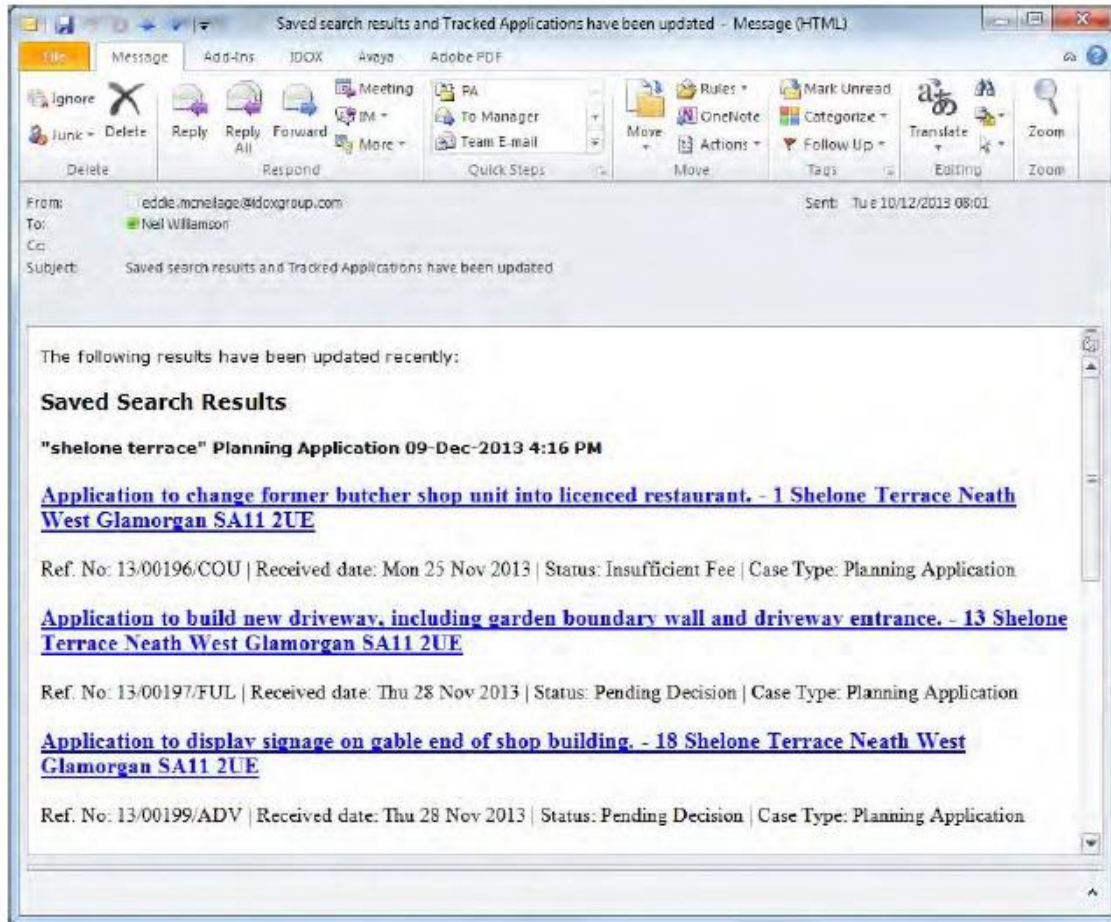 Saved search results and Tracked Applications have been updated - Message (HTML)
File Message Add-Ins IDOX Avaya Adobe PDF
Ignore
Junk
Delete
Reply
Reply All
Forward
Meeting
IM
More
PA
To Manager
Team E-mail
Move
Rules
OneNote
Actions
Mark Unread
Categorize
Follow Up
Translate
Zoom
Delete Respond Quick Steps Move Tags Editing Zoom
From: eddie.mcneilage@idoxgroup.com Sent: Tue 10/12/2013 08:01
To: Neil Williamson
Cc:
Subject: Saved search results and Tracked Applications have been updated
The following results have been updated recently:
Saved Search Results
"shelone terrace" Planning Application 09-Dec-2013 4:16 PM
Application to change former butcher shop unit into licenced restaurant. - 1 Shelone Terrace Neath
West Glamorgan SA11 2UE
Ref. No: 13/00196/COU | Received date: Mon 25 Nov 2013 | Status: Insufficient Fee | Case Type: Planning Application
Application to build new driveway, including garden boundary wall and driveway entrance. - 13 Shelone
Terrace Neath West Glamorgan SA11 2UE
Ref. No: 13/00197/FUL | Received date: Thu 28 Nov 2013 | Status: Pending Decision | Case Type: Planning Application
Application to display signage on gable end of shop building. - 18 Shelone Terrace Neath West
Glamorgan SA11 2UE
Ref. No: 13/00199/ADV | Received date: Thu 28 Nov 2013 | Status: Pending Decision | Case Type: Planning Application